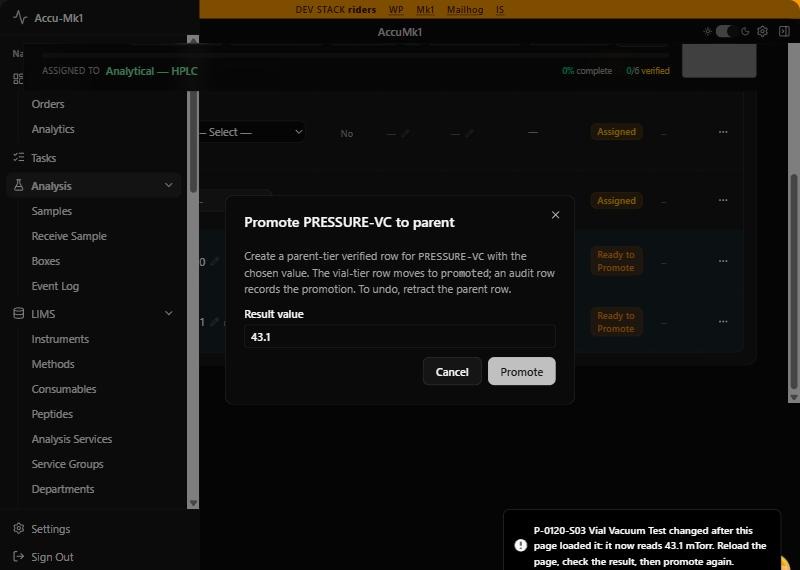 DEV STACK riders WP Mk1 Mailhog IS
Accu-Mk1
AccuMk1
Na
ASSIGNED TO Analytical — HPLC
0% complete 0/6 verified
Orders
Analytics
— Select —
No
—
—
—
Assigned
–
...
Tasks
Analysis
Samples
Assigned
–
...
Receive Sample
Boxes
Event Log
0
Ready to
Promote
–
...
LIMS
1
Ready to
Promote
–
...
Instruments
Methods
Consumables
Peptides
Analysis Services
Service Groups
Departments
Settings
Sign Out
Promote PRESSURE-VC to parent
Create a parent-tier verified row for PRESSURE-VC with the
chosen value. The vial-tier row moves to promoted; an audit row
records the promotion. To undo, retract the parent row.
Result value
43.1
Cancel
Promote
P-0120-S03 Vial Vacuum Test changed after this
page loaded it: it now reads 43.1 mTorr. Reload the
page, check the result, then promote again.